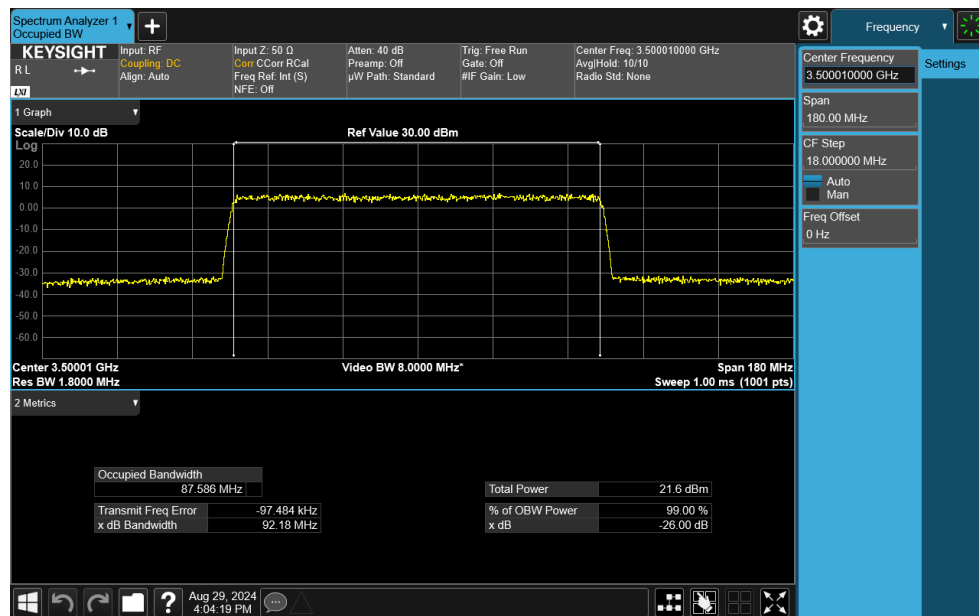 Spectrum Analyzer 1
Occupied BW
+
Frequency
KEYSIGHT
R L
LXI
Input: RF
Coupling: DC
Align: Auto
Input Z: 50 Ω
Corr CCorr RCal
Freq Ref: Int (S)
NFE: Off
Atten: 40 dB
Preamp: Off
µW Path: Standard
Trig: Free Run
Gate: Off
#IF Gain: Low
Center Freq: 3.500010000 GHz
Avg|Hold: 10/10
Radio Std: None
Center Frequency
3.500010000 GHz
Settings
Span
180.00 MHz
CF Step
18.000000 MHz
Auto
Man
Freq Offset
0 Hz
1 Graph
Scale/Div 10.0 dB
Ref Value 30.00 dBm
Log
20.0
10.0
0.00
-10.0
-20.0
-30.0
-40.0
-50.0
-60.0
Center 3.50001 GHz
Video BW 8.0000 MHz*
Span 180 MHz
Res BW 1.8000 MHz
Sweep 1.00 ms (1001 pts)
2 Metrics
Occupied Bandwidth
87.586 MHz
Total Power 21.6 dBm
Transmit Freq Error -97.484 kHz
% of OBW Power 99.00 %
x dB Bandwidth 92.18 MHz
x dB -26.00 dB
?
Aug 29, 2024
4:04:19 PM